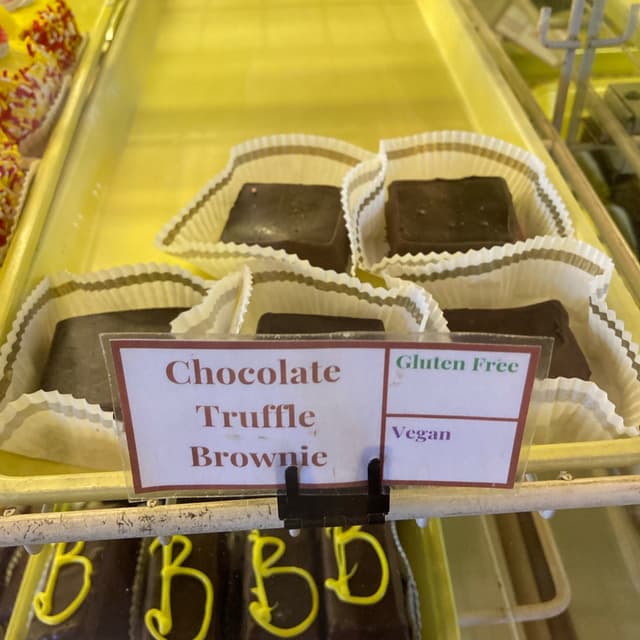 Chocolate
Truffle
Brownie
Gluten Free
Vegan
B B B B